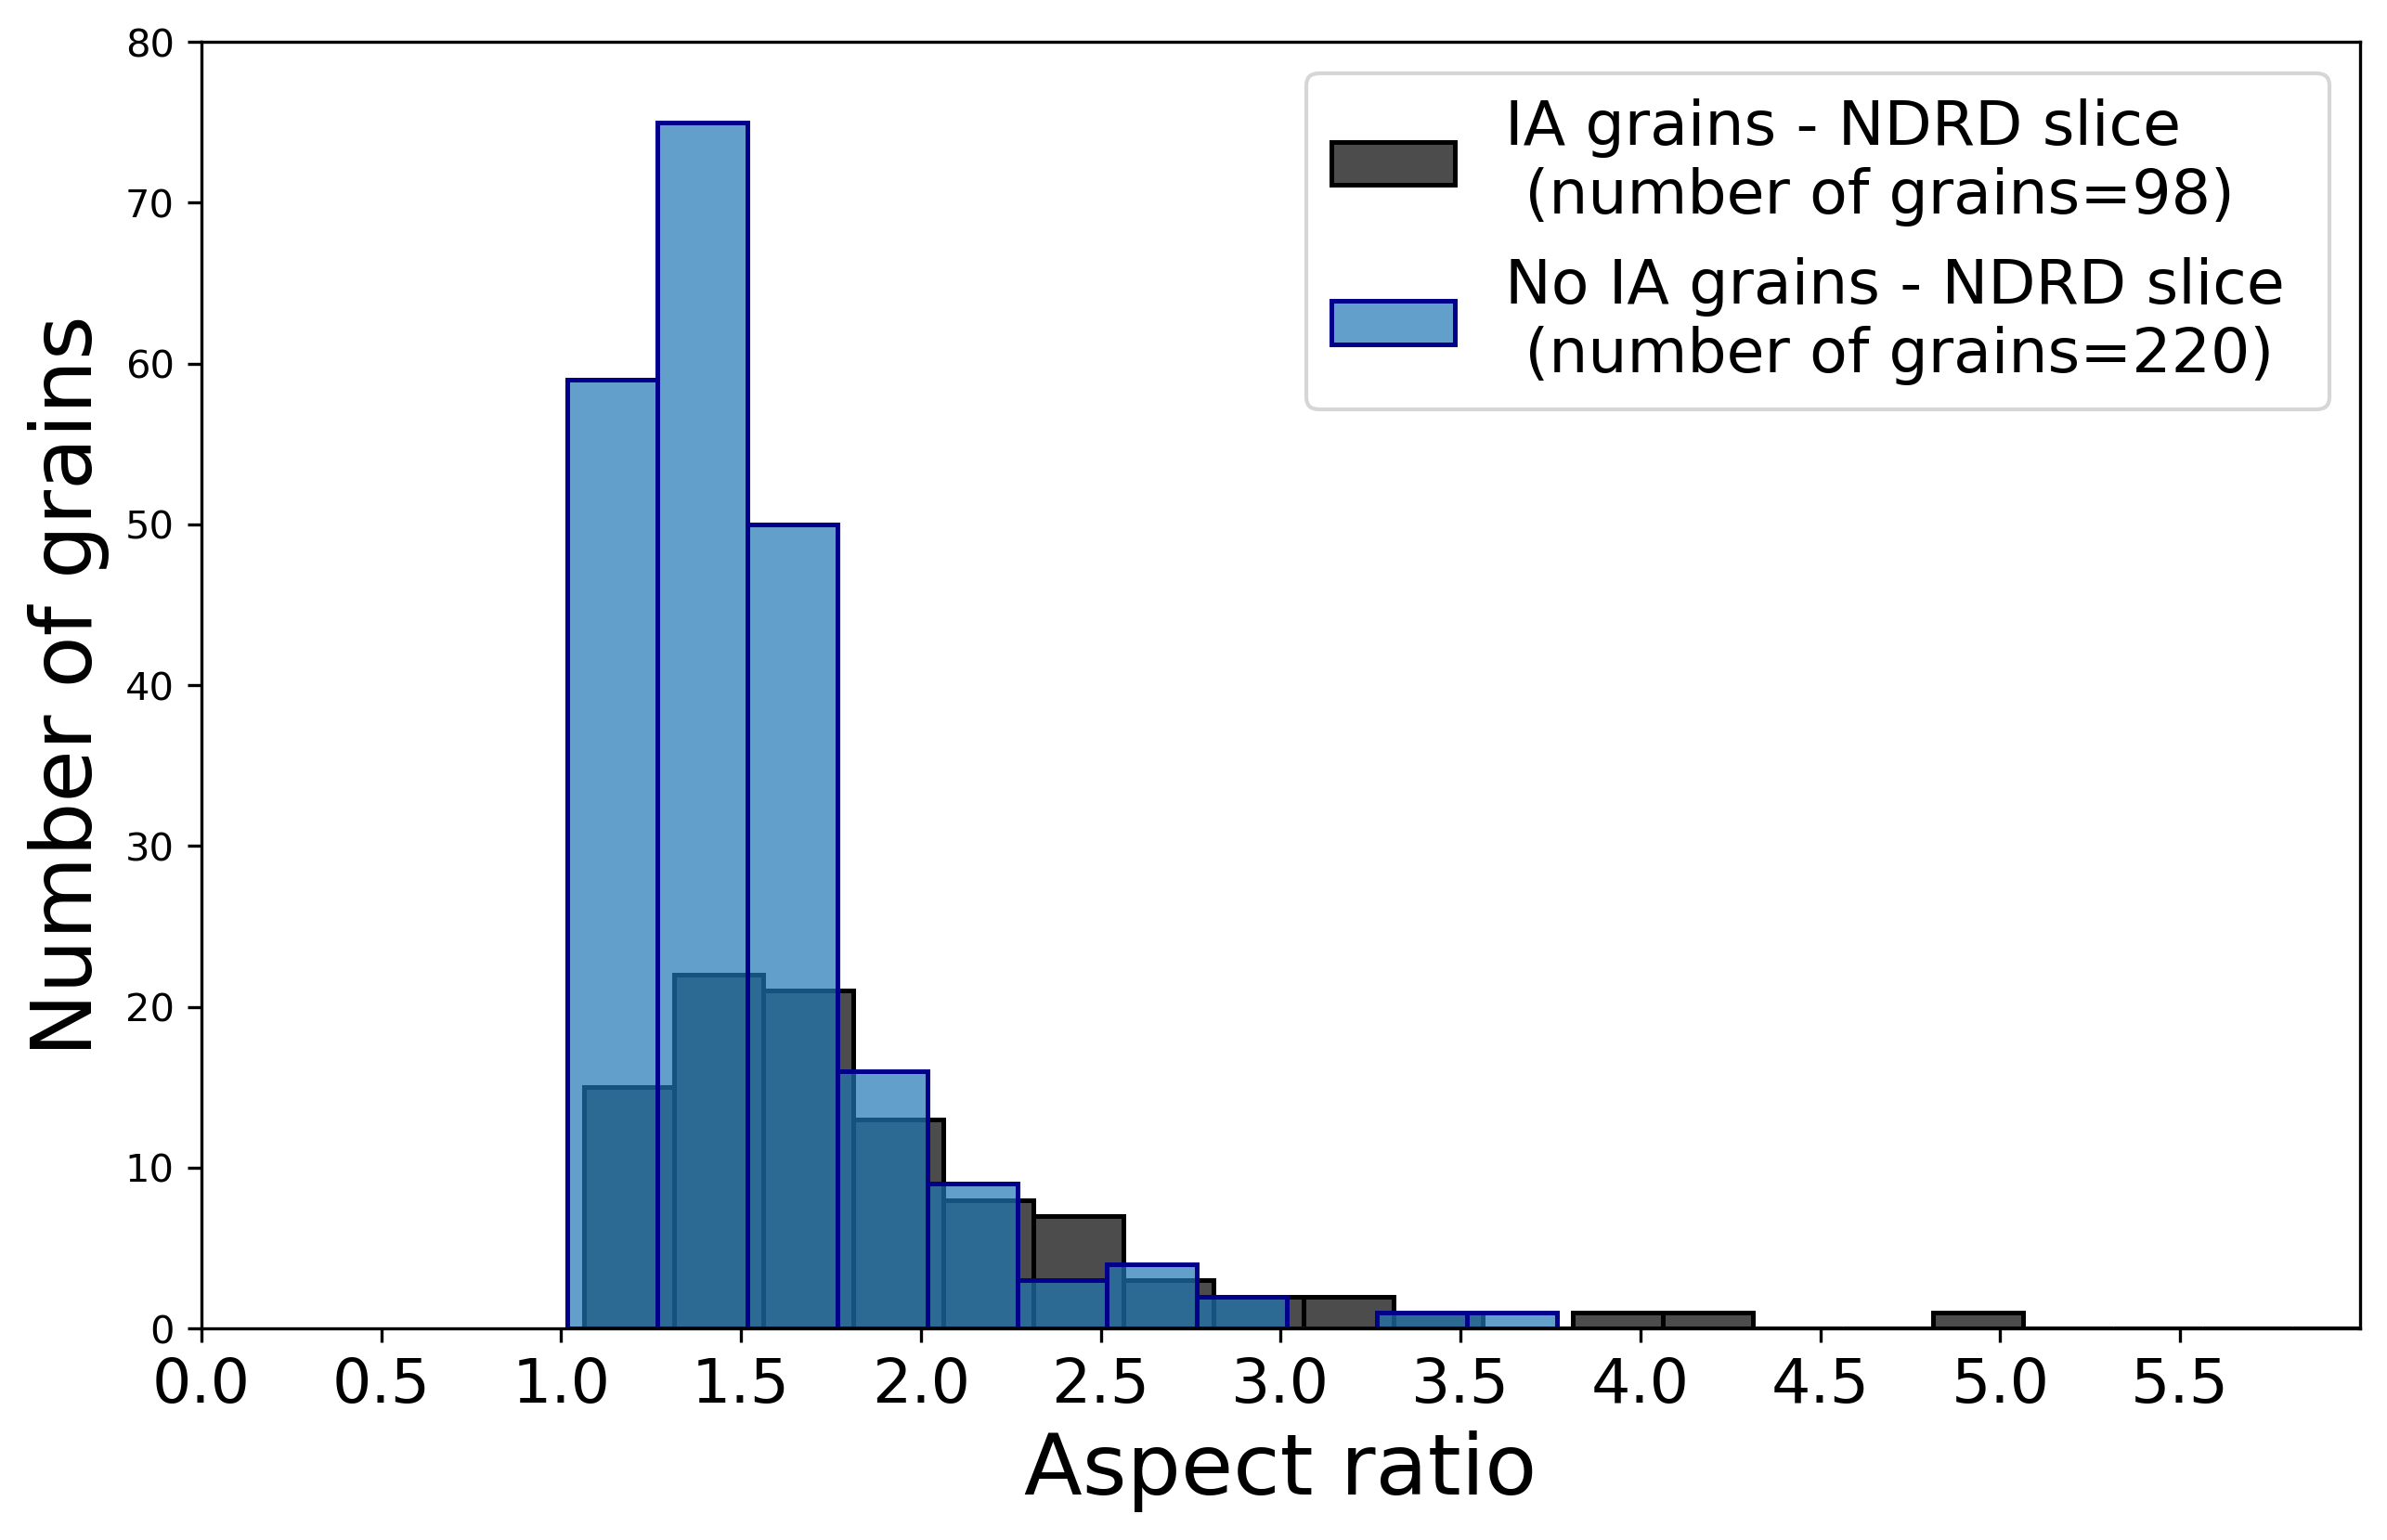 80
70
60
50
40
30
20
10
0
Number of grains
IA grains - NDRD slice
(number of grains=98)
No IA grains - NDRD slice
(number of grains=220)
0.0 0.5 1.0 1.5 2.0 2.5 3.0 3.5 4.0 4.5 5.0 5.5
Aspect ratio